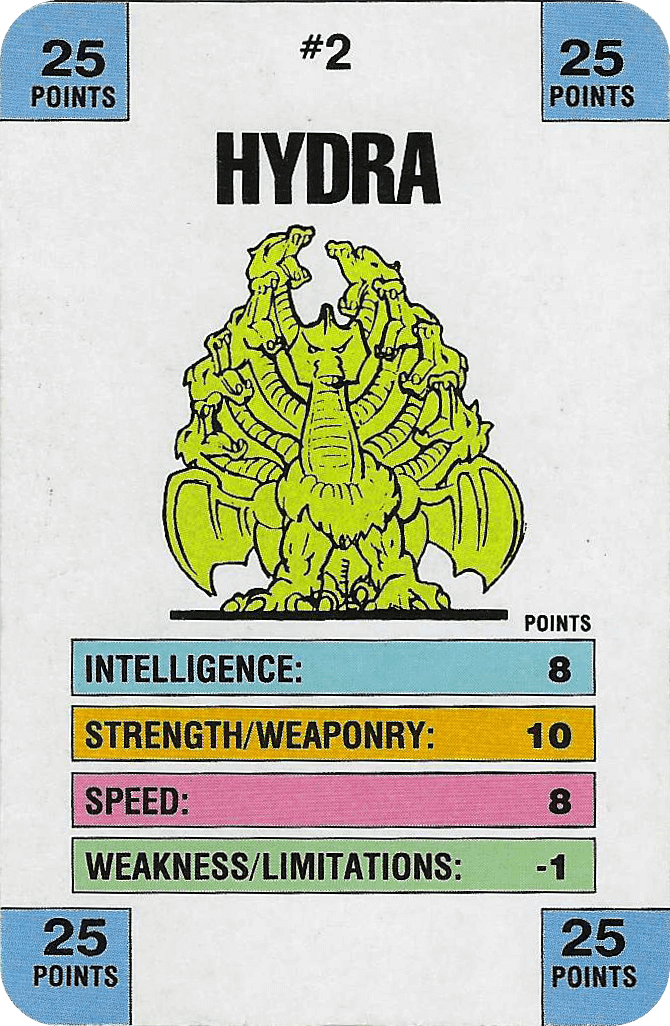 25 POINTS
#2
25 POINTS
HYDRA
POINTS
INTELLIGENCE: 8
STRENGTH/WEAPONRY: 10
SPEED: 8
WEAKNESS/LIMITATIONS: -1
25 POINTS
25 POINTS